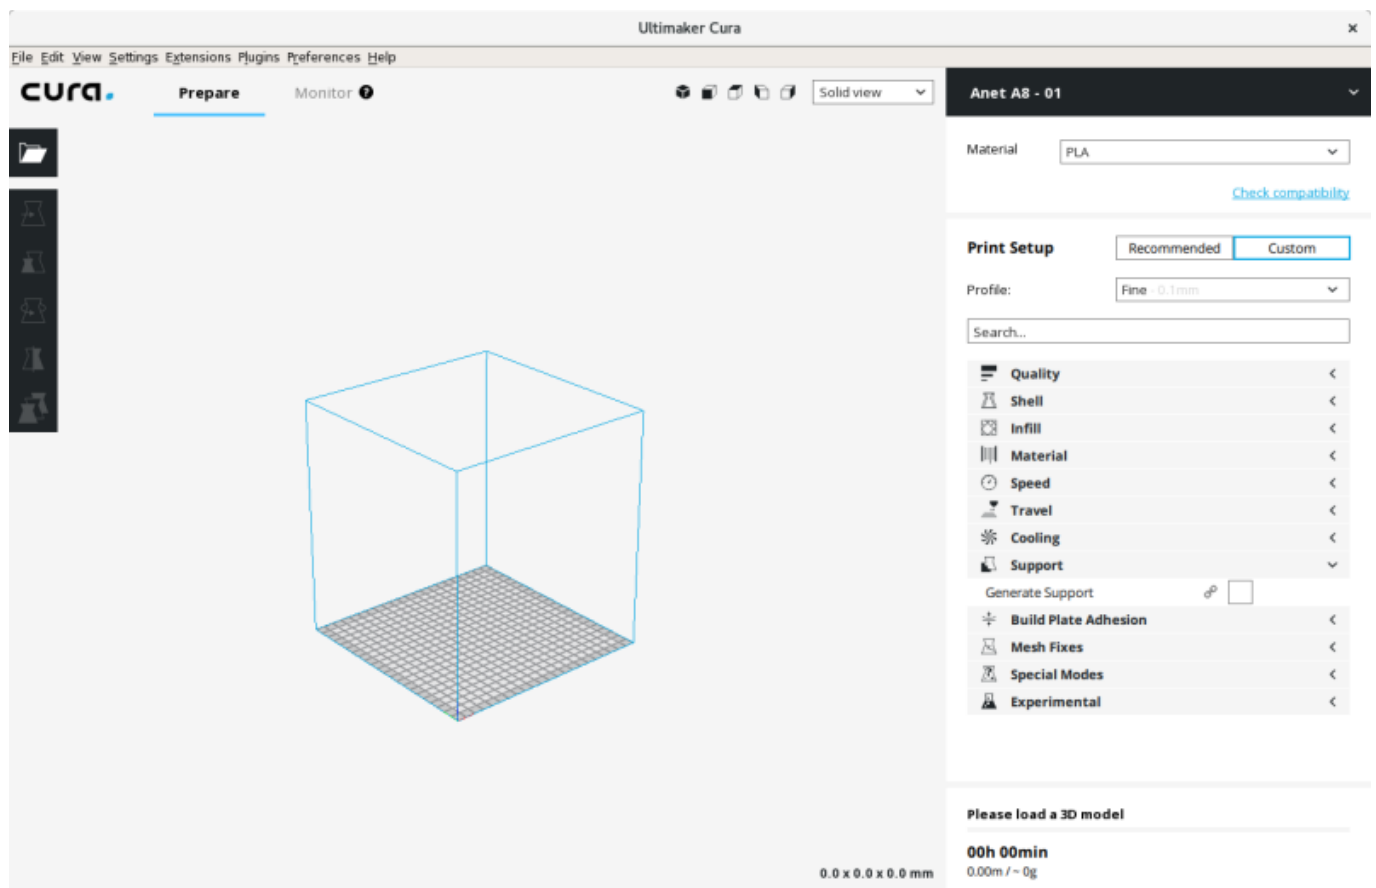 Ultimaker Cura
File Edit View Settings Extensions Plugins Preferences Help
cura. Prepare Monitor ? Solid view Anet A8 - 01
Material PLA
Check compatibility
Print Setup Recommended Custom
Profile: Fine - 0.1mm
Search...
Quality
Shell
Infill
Material
Speed
Travel
Cooling
Support
Generate Support
Build Plate Adhesion
Mesh Fixes
Special Modes
Experimental
Please load a 3D model
00h 00min
0.0 x 0.0 x 0.0 mm 0.00m / ~ 0g